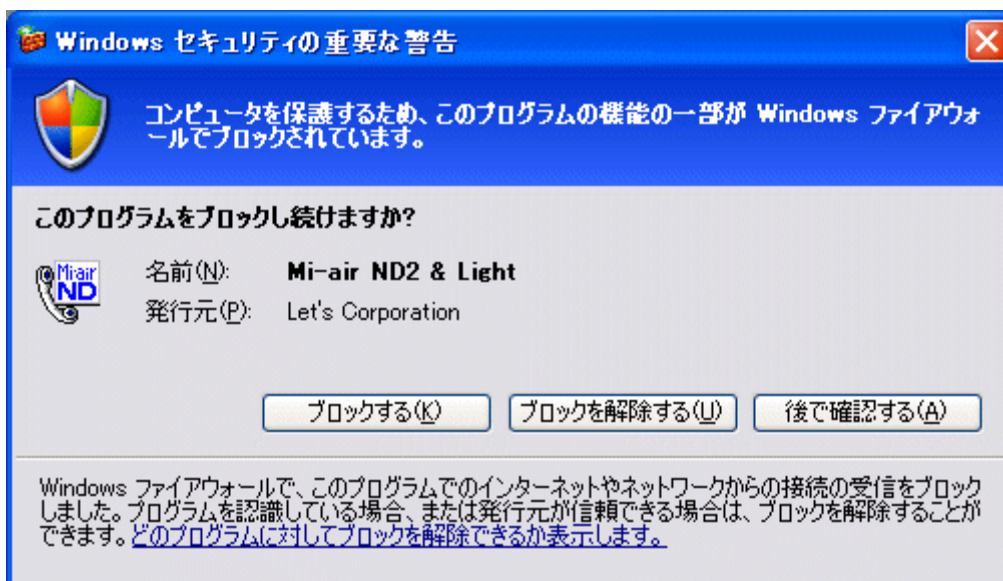 Windows セキュリティの重要な警告
コンピュータを保護するため、このプログラムの機能の一部が Windows ファイアウォ
ールでブロックされています。
このプログラムをブロックし続けますか?
Mi-air
ND
名前(N): Mi-air ND2 & Light
発行元(P): Let's Corporation
ブロックする(K) ブロックを解除する(U) 後で確認する(A)
Windows ファイアウォールで、このプログラムでのインターネットやネットワークからの接続の受信をブロック
しました。プログラムを認識している場合、または発行元が信頼できる場合は、ブロックを解除することが
できます。どのプログラムに対してブロックを解除できるか表示します。